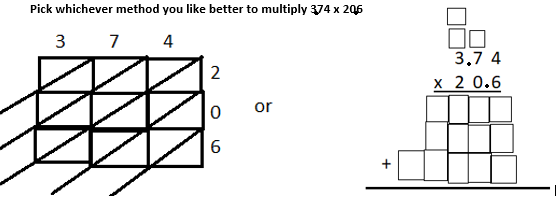 Pick whichever method you like better to multiply 3.74 x 20.6
3 7 4
2
0
6
or
3.7 4
x 2 0.6
+